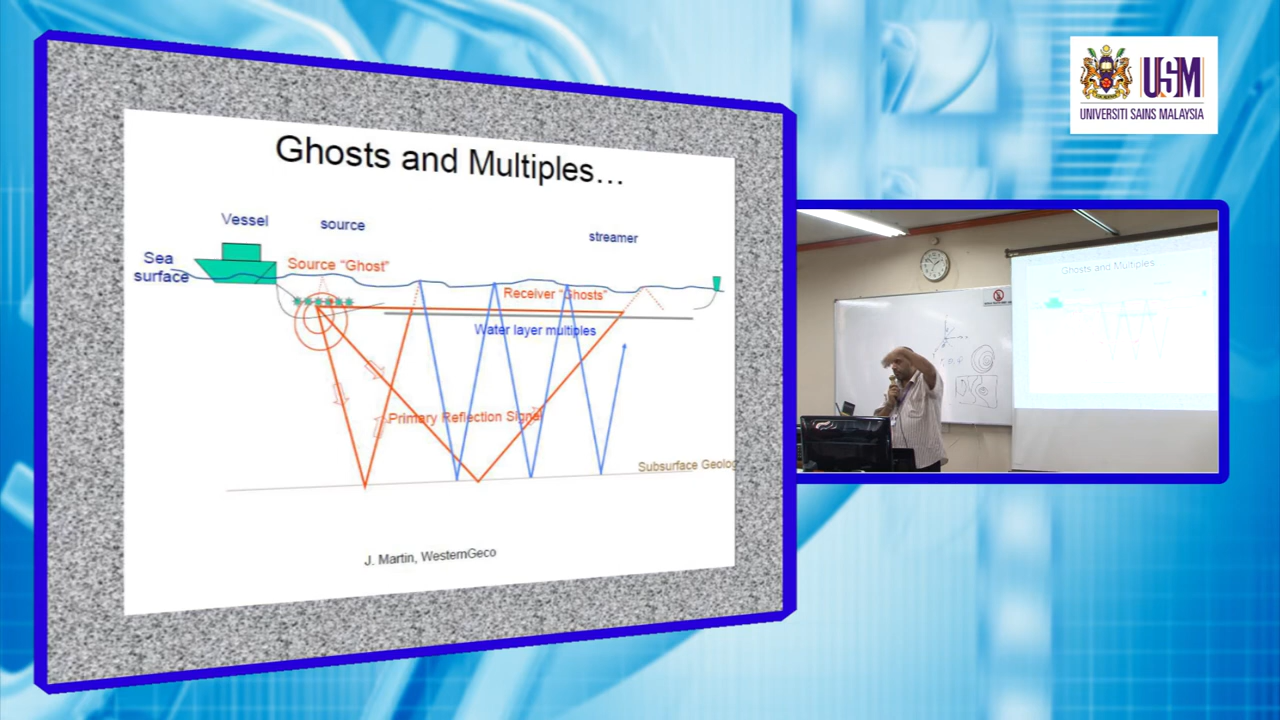 Ghosts and Multiples…
Vessel
source
streamer
Sea
surface
Source “Ghost”
Receiver “Ghosts”
Water layer multiples
Primary Reflection Signal
Subsurface Geolog
J. Martin, WesternGeco
USM
UNIVERSITI SAINS MALAYSIA
Ghosts and Multiples…